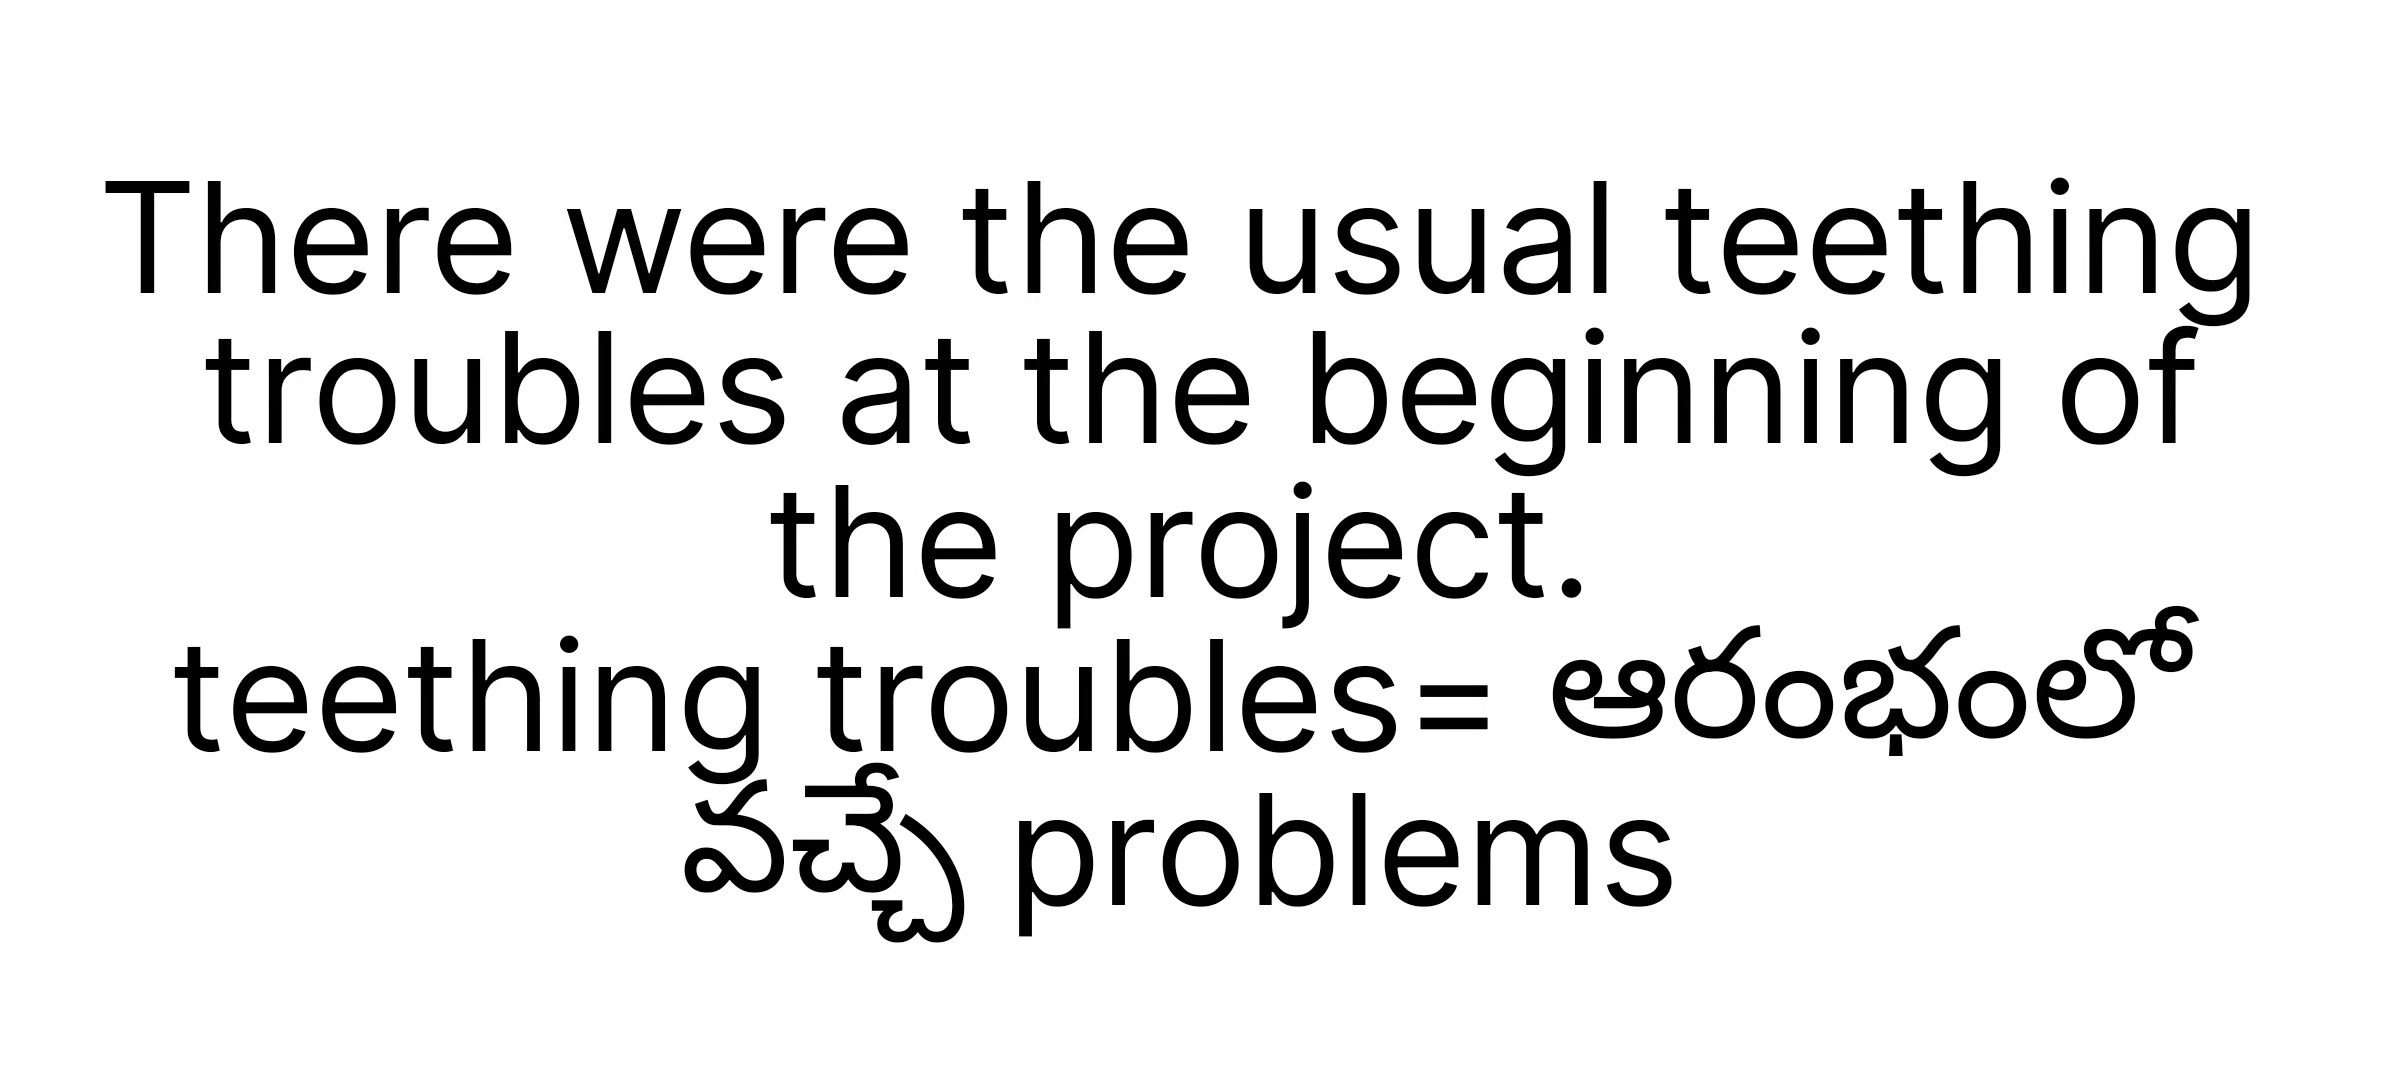 There were the usual teething
troubles at the beginning of
the project.
teething troubles= ఆరంభంలో
వచ్చే problems